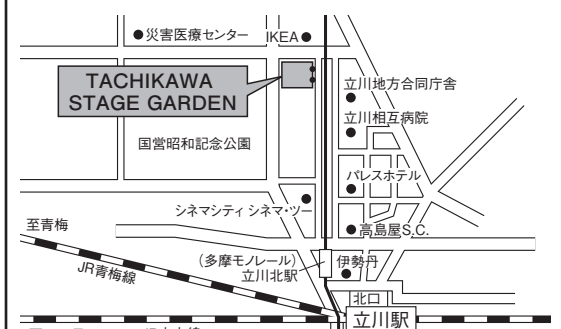 ●災害医療センター
IKEA●
TACHIKAWA
STAGE GARDEN
立川地方合同庁舎
立川相互病院
国営昭和記念公園
パレスホテル
シネマシティ シネマ・ツー
至青梅
高島屋S.C.
(多摩モノレール)
立川北駅
伊勢丹
JR青梅線
北口
立川駅